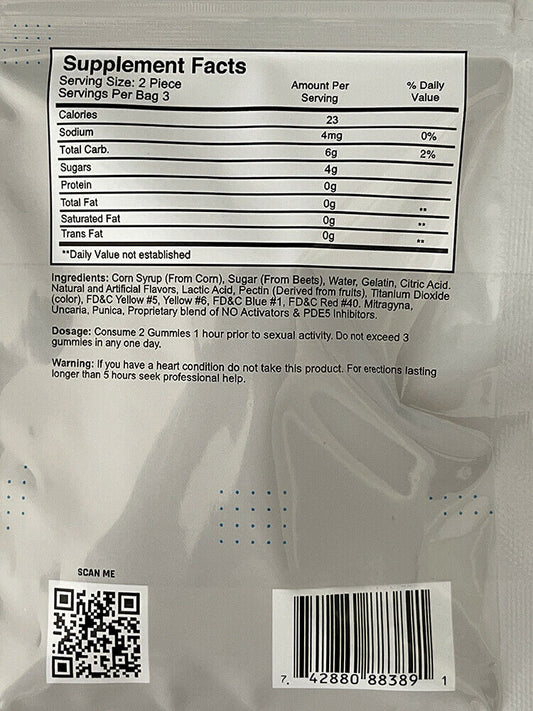 Supplement Facts
Serving Size: 2 Piece
Servings Per Bag 3
Amount Per Serving
% Daily Value
Calories 23
Sodium 4mg 0%
Total Carb. 6g 2%
Sugars 4g
Protein 0g
Total Fat 0g **
Saturated Fat 0g **
Trans Fat 0g **
**Daily Value not established
Ingredients: Corn Syrup (From Corn), Sugar (From Beets), Water, Gelatin, Citric Acid.
Natural and Artificial Flavors, Lactic Acid, Pectin (Derived from fruits), Titanium Dioxide
(color), FD&C Yellow #5, Yellow #6, FD&C Blue #1, FD&C Red #40. Mitragyna,
Uncaria, Punica, Proprietary blend of NO Activators & PDE5 Inhibitors.
Dosage: Consume 2 Gummies 1 hour prior to sexual activity. Do not exceed 3
gummies in any one day.
Warning: If you have a heart condition do not take this product. For erections lasting
longer than 5 hours seek professional help.
SCAN ME
7. 42880 88389 1